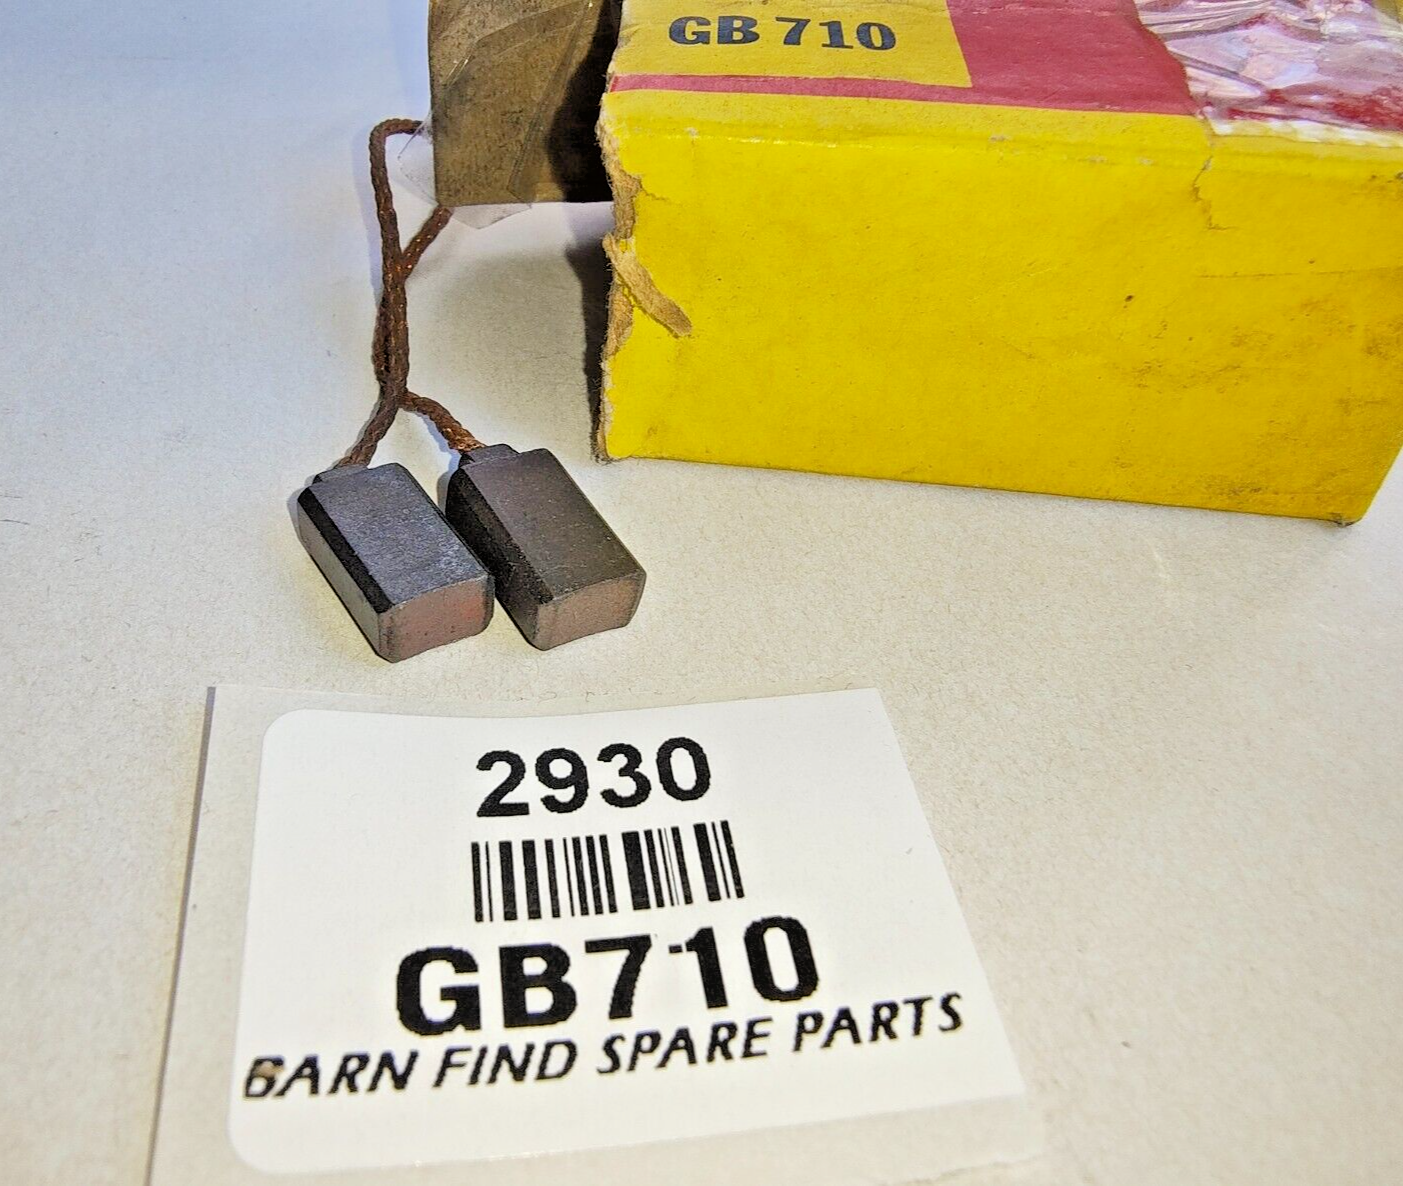 GB 710
2930
GB710
BARN FIND SPARE PARTS